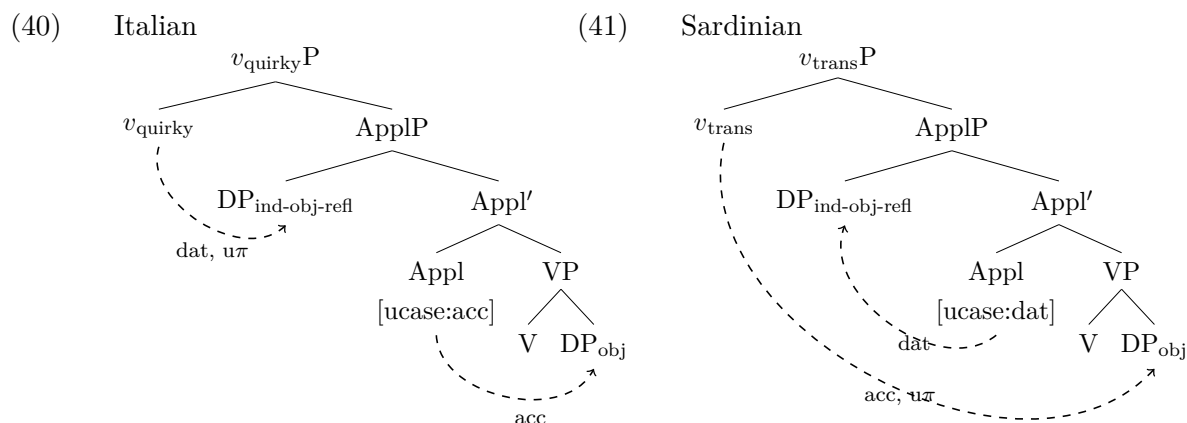 (40) Italian (41) Sardinian
v_quirkyP v_transP
v_quirky ApplP v_trans ApplP
DP_ind-obj-refl Appl′ DP_ind-obj-refl Appl′
dat, uπ
Appl VP Appl VP
[ucase:acc] [ucase:dat]
V DP_obj dat V DP_obj
acc acc, uπ